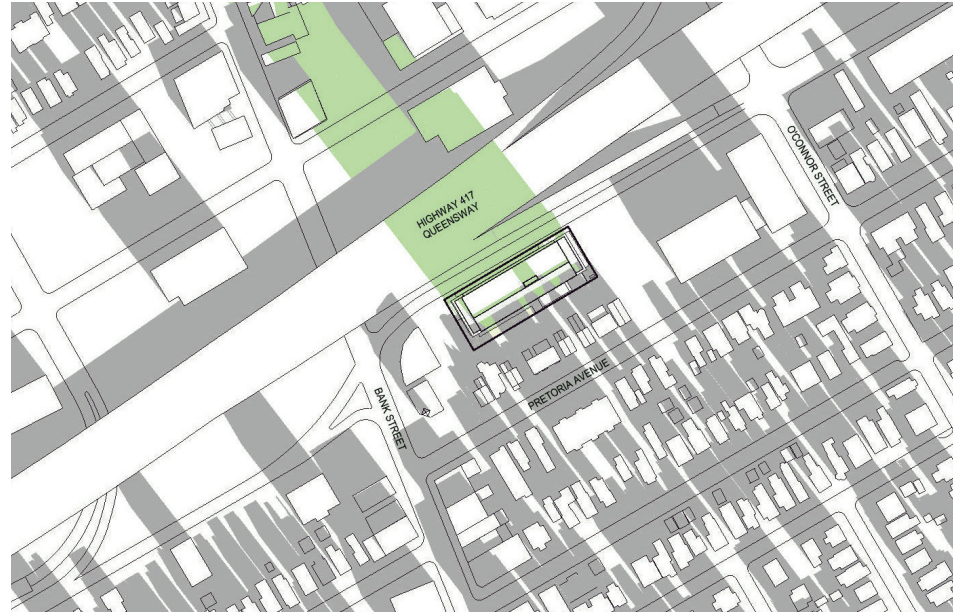 O'CONNOR STREET
HIGHWAY 417
QUEENSWAY
PRETORIA AVENUE
BANK STREET